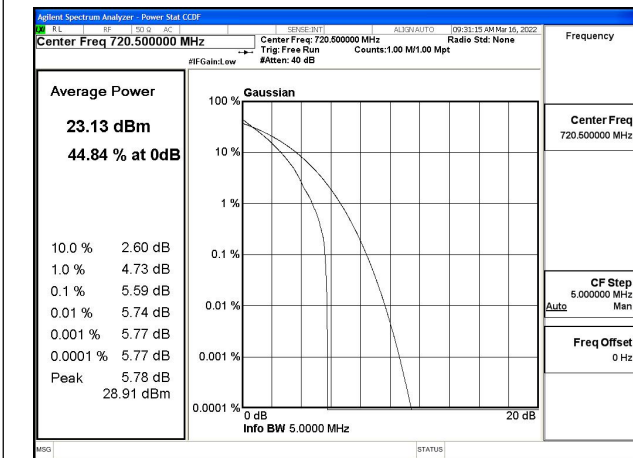 Agilent Spectrum Analyzer - Power Stat CCDF
RL RF 50 Ω AC SENSE:INT ALIGN AUTO 09:31:15 AM Mar 16, 2022
Center Freq 720.500000 MHz
Center Freq: 720.500000 MHz Radio Std: None
Trig: Free Run Counts:1.00 M/1.00 Mpt
#IFGain:Low #Atten: 40 dB
Frequency
Average Power
23.13 dBm
44.84 % at 0dB
10.0 % 2.60 dB
1.0 % 4.73 dB
0.1 % 5.59 dB
0.01 % 5.74 dB
0.001 % 5.77 dB
0.0001 % 5.77 dB
Peak 5.78 dB
28.91 dBm
Gaussian
100 %
10 %
1 %
0.1 %
0.01 %
0.001 %
0.0001 %
0 dB 20 dB
Info BW 5.0000 MHz
Center Freq
720.500000 MHz
CF Step
5.000000 MHz
Auto Man
Freq Offset
0 Hz
MSG STATUS